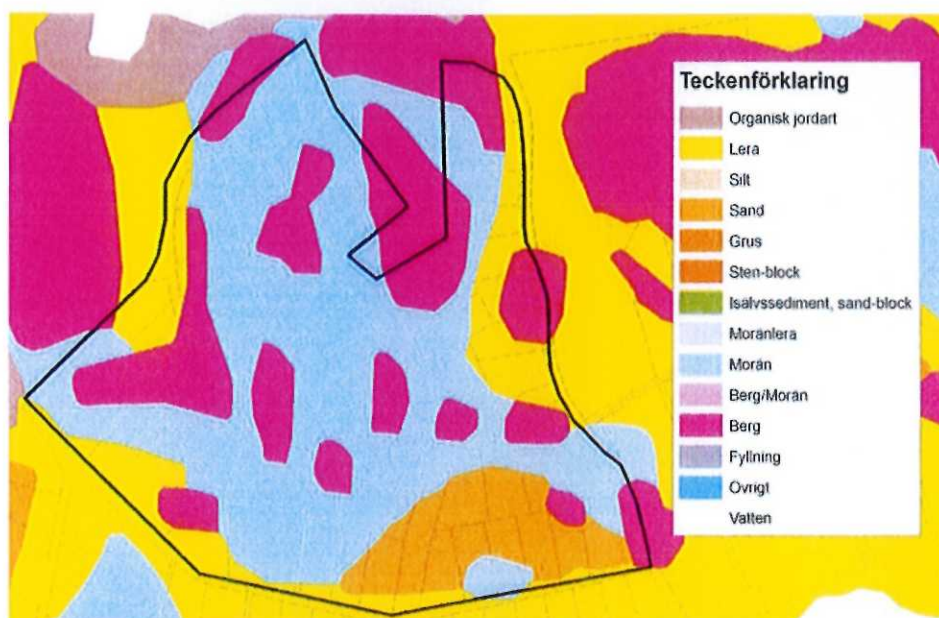 Teckenförklaring
Organisk jordart
Lera
Silt
Sand
Grus
Sten-block
Isälvssediment, sand-block
Moränlera
Morän
Berg/Morän
Berg
Fyllning
Övrigt
Vatten